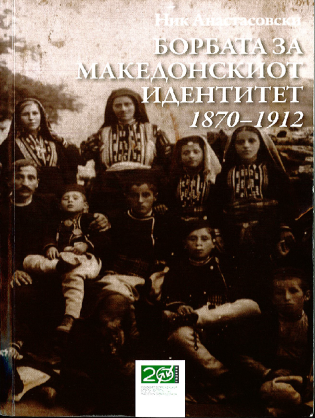 Ник Анастасовски
БОРБАТА ЗА
МАКЕДОНСКИОТ
ИДЕНТИТЕТ
1870–1912
20